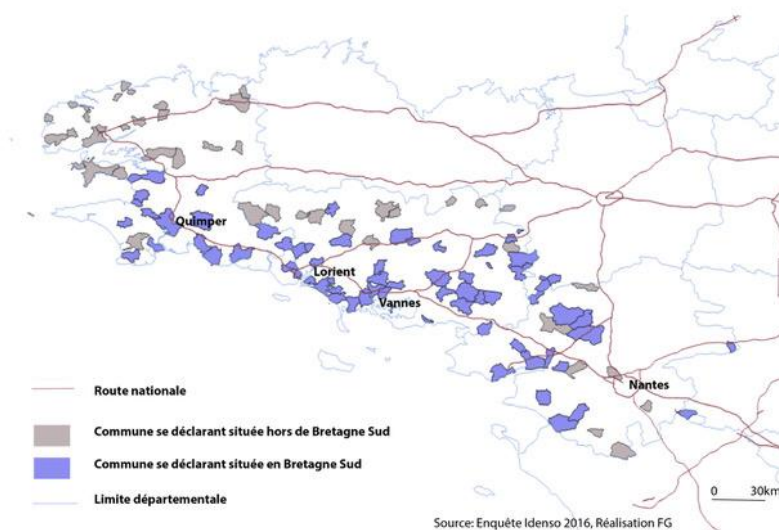 Quimper
Lorient
Vannes
Nantes
Route nationale
Commune se déclarant située hors de Bretagne Sud
Commune se déclarant située en Bretagne Sud
Limite départementale
0 30km
Source: Enquête Idenso 2016, Réalisation FG